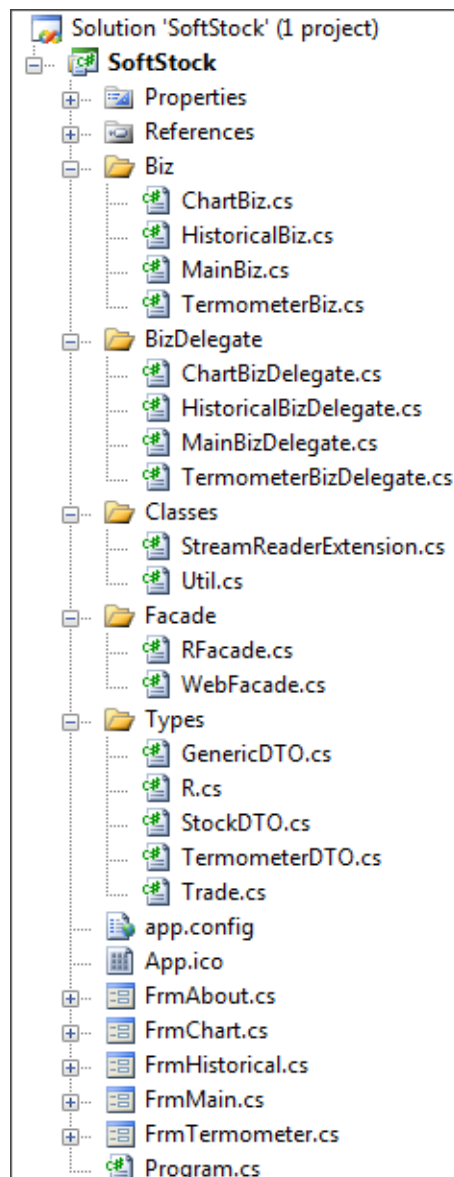 Solution 'SoftStock' (1 project)
SoftStock
Properties
References
Biz
ChartBiz.cs
HistoricalBiz.cs
MainBiz.cs
TermometerBiz.cs
BizDelegate
ChartBizDelegate.cs
HistoricalBizDelegate.cs
MainBizDelegate.cs
TermometerBizDelegate.cs
Classes
StreamReaderExtension.cs
Util.cs
Facade
RFacade.cs
WebFacade.cs
Types
GenericDTO.cs
R.cs
StockDTO.cs
TermometerDTO.cs
Trade.cs
app.config
App.ico
FrmAbout.cs
FrmChart.cs
FrmHistorical.cs
FrmMain.cs
FrmTermometer.cs
Program.cs